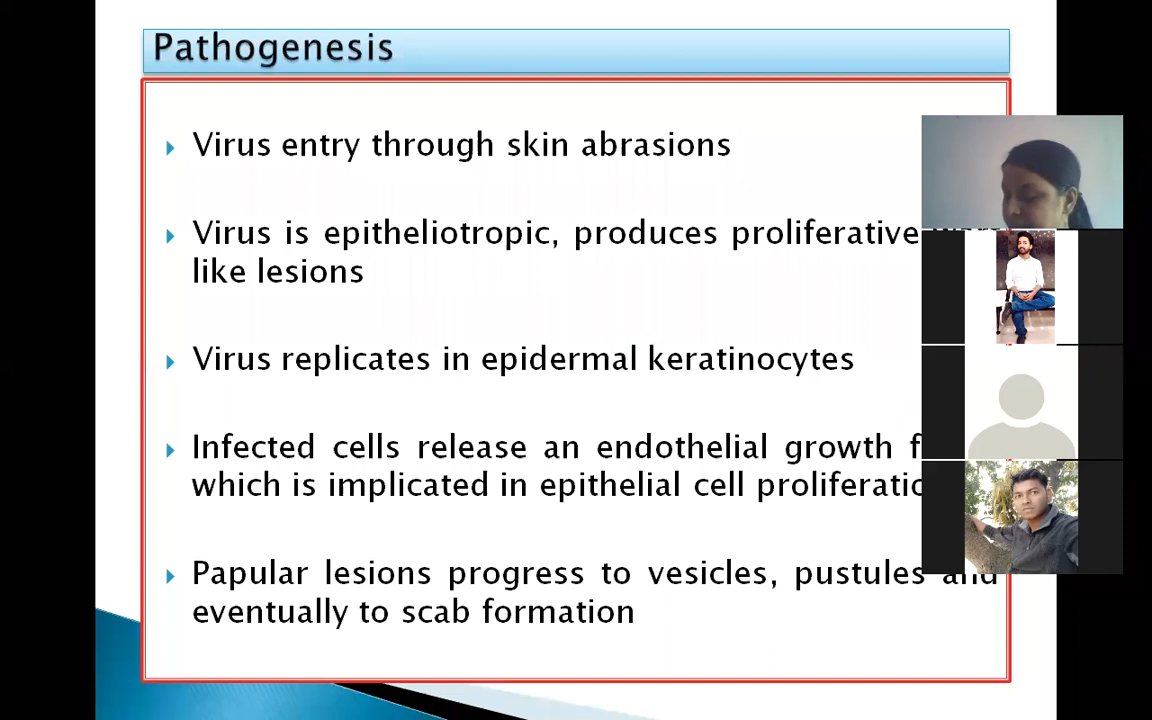 Pathogenesis
Virus entry through skin abrasions
Virus is epitheliotropic, produces proliferative
like lesions
Virus replicates in epidermal keratinocytes
Infected cells release an endothelial growth
which is implicated in epithelial cell
Papular lesions progress to vesicles, pustules and
eventually to scab formation